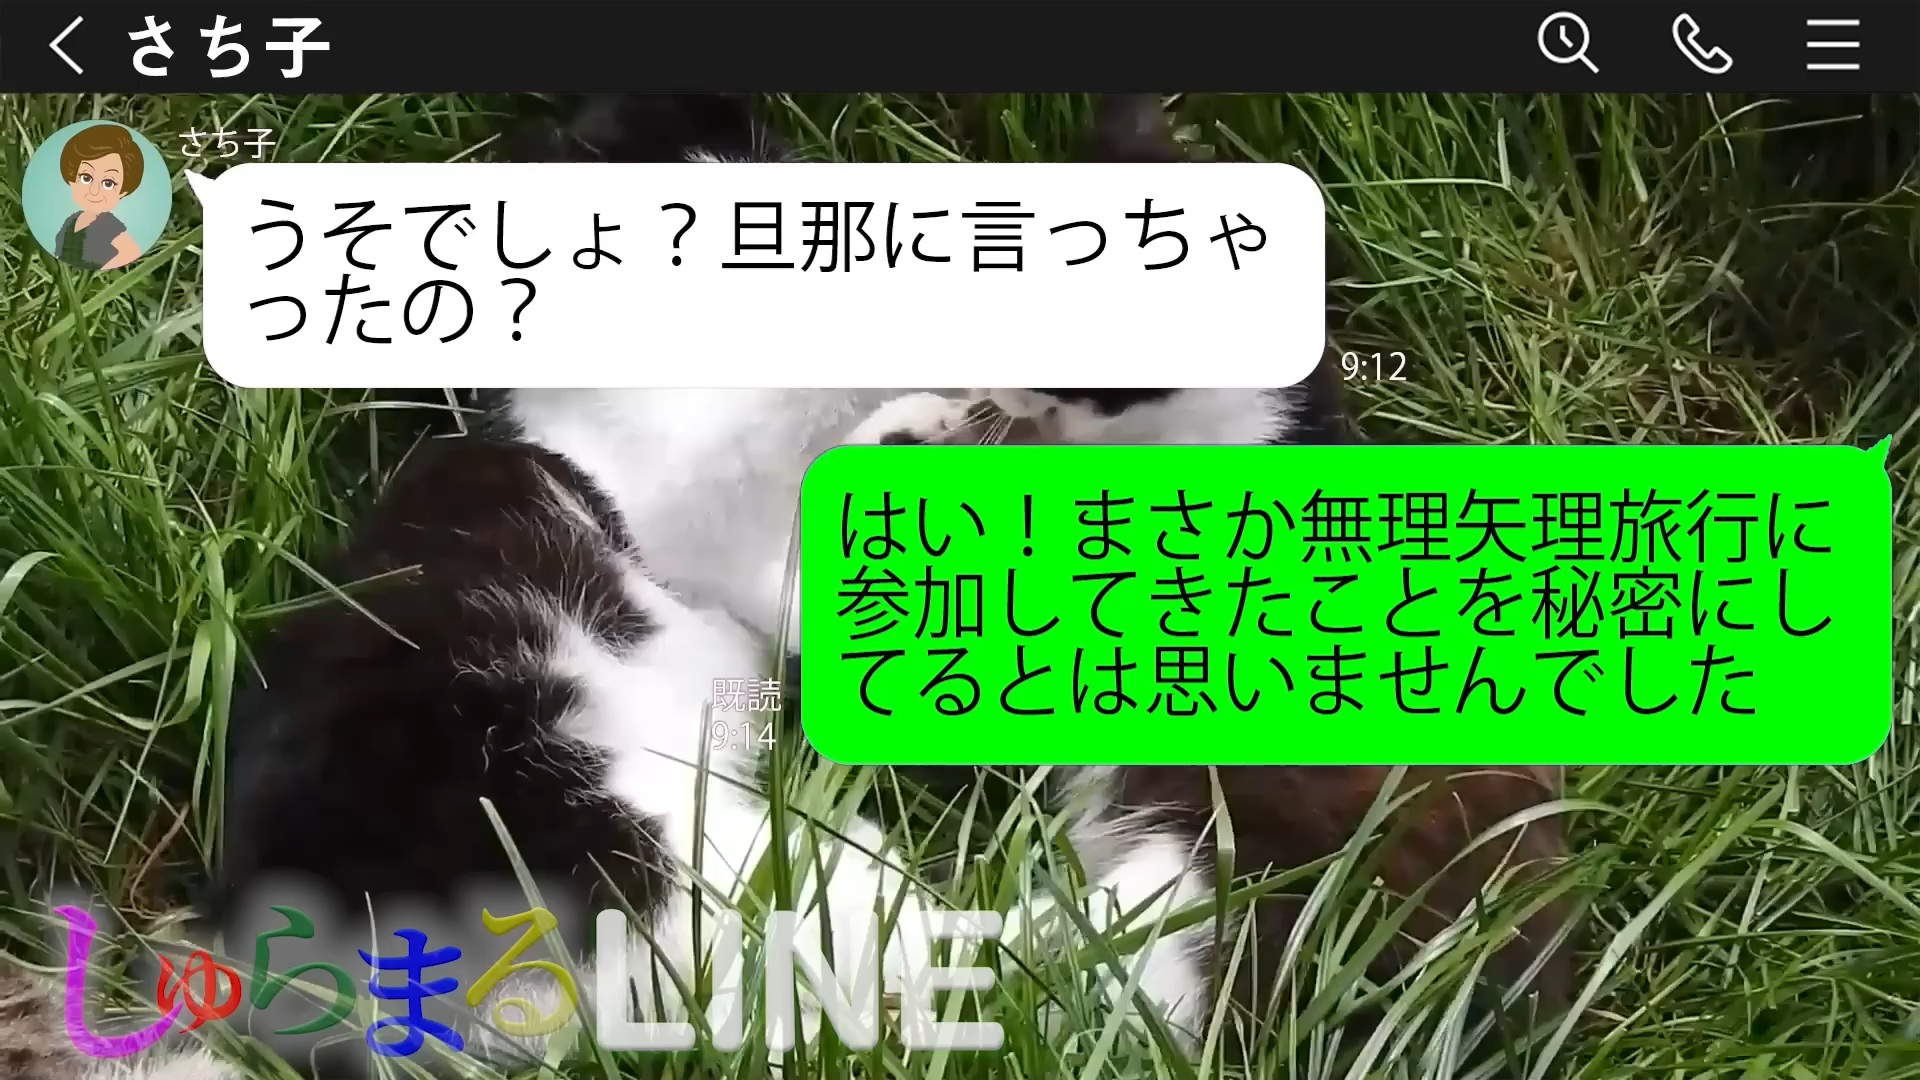 さち子
さち子
うそでしょ？旦那に言っちゃ
ったの？
9:12
はい！まさか無理矢理旅行に
参加してきたことを秘密にし
てるとは思いませんでした
既読
9:14
しゅらまるLINE